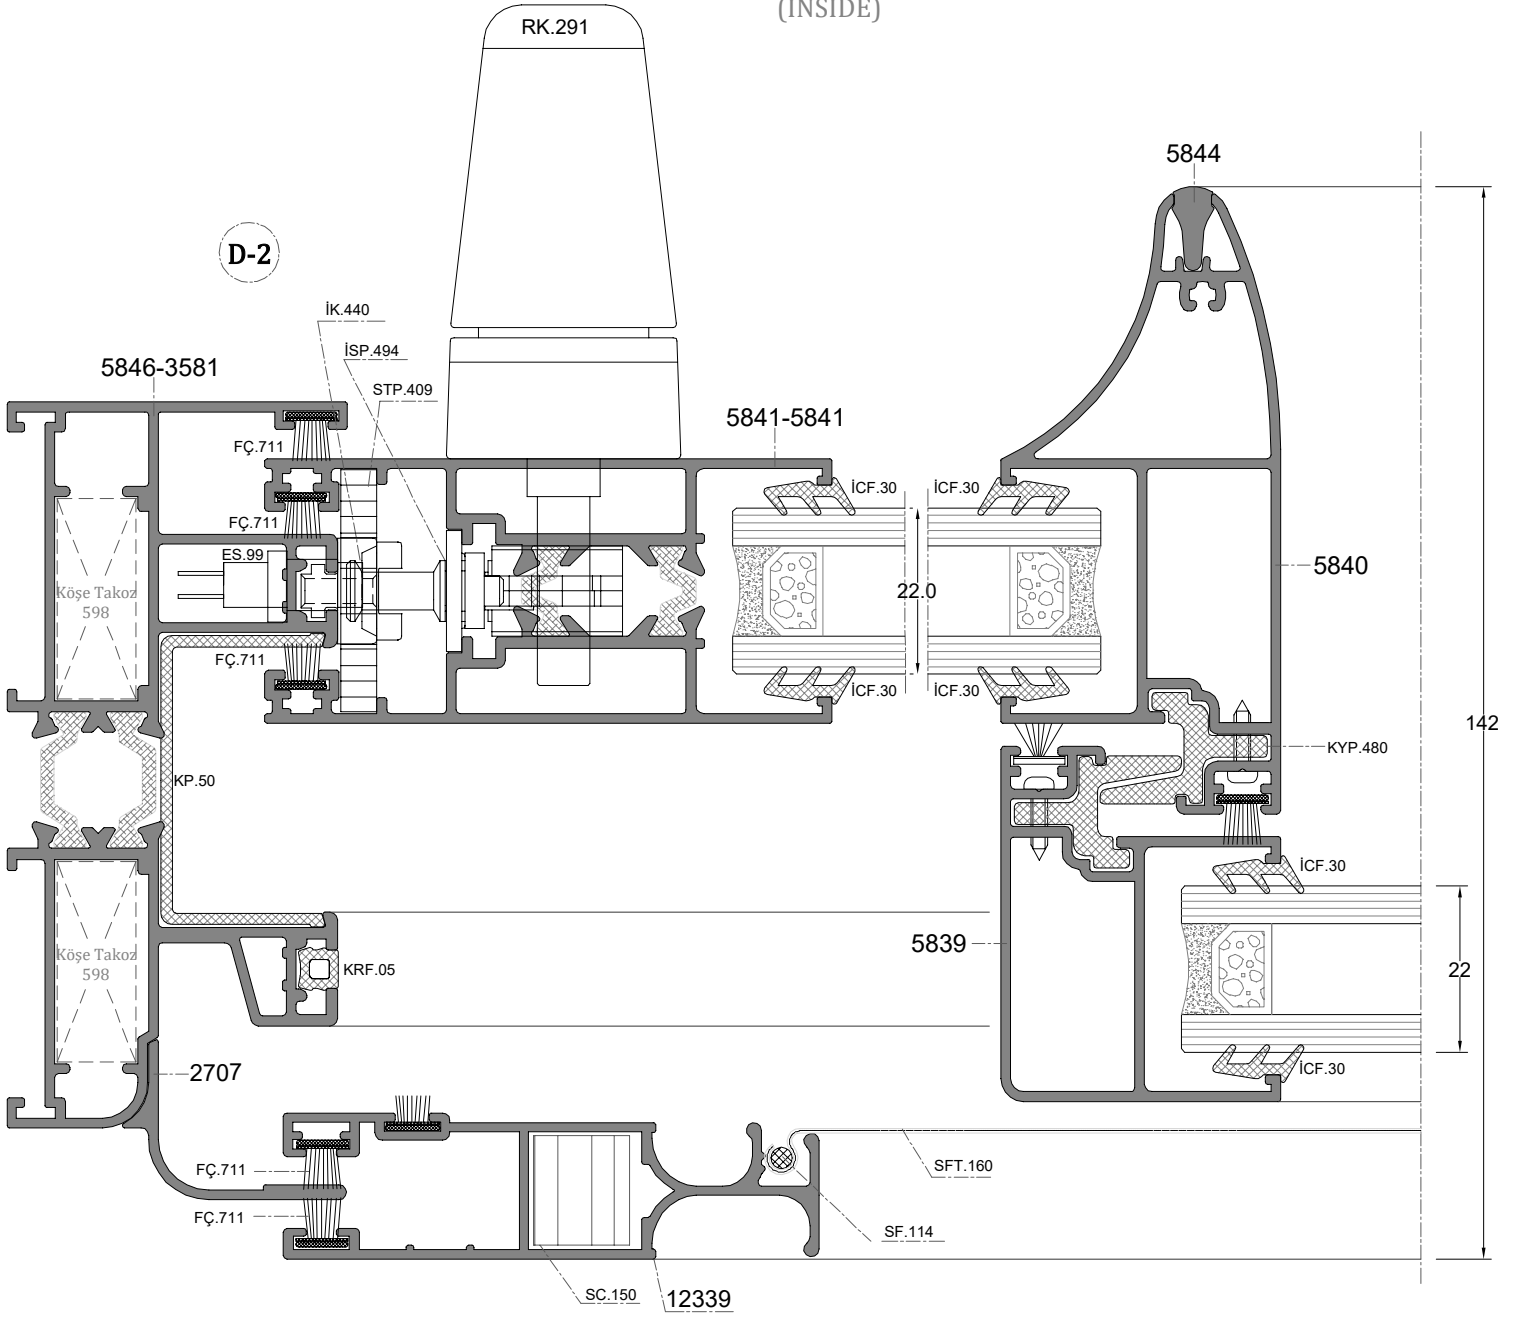 (INSIDE)
RK.291
5844
D-2
İK.440
İSP.494
5846-3581
STP.409
5841-5841
FÇ.711
İCF.30
İCF.30
FÇ.711
ES.99
Köşe Takoz
598
22.0
5840
FÇ.711
İCF.30
İCF.30
142
KYP.480
KP.50
İCF.30
5839
Köşe Takoz
598
KRF.05
22
2707
İCF.30
FÇ.711
SFT.160
FÇ.711
SF.114
SC.150
12339